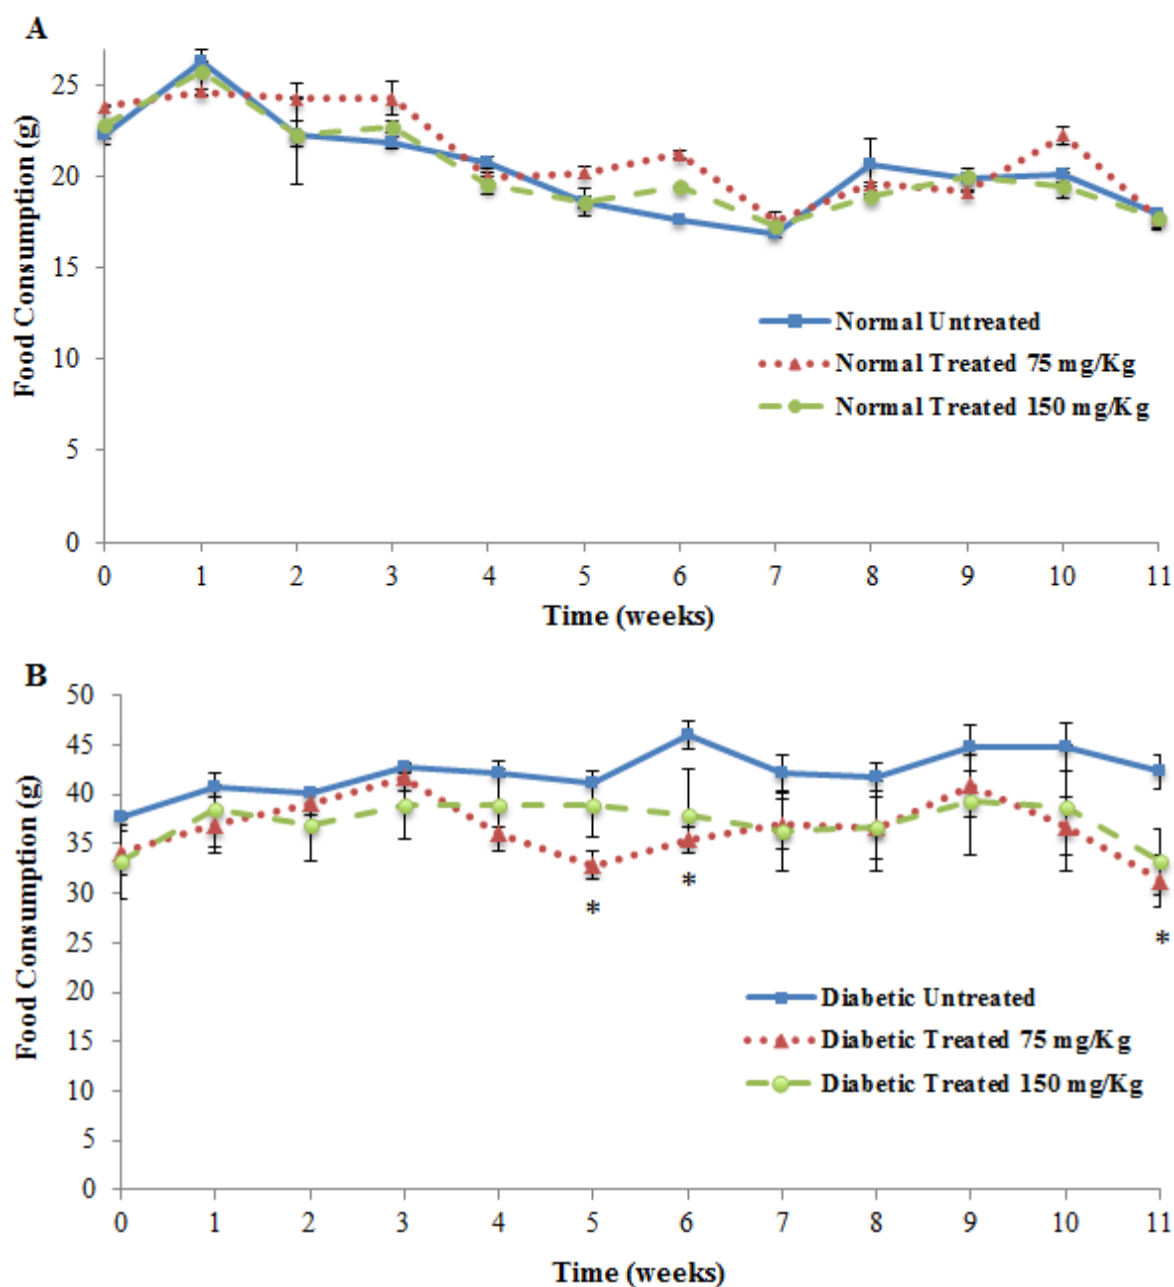 A
Food Consumption (g)
25
20
15
10
5
0
Normal Untreated
Normal Treated 75 mg/Kg
Normal Treated 150 mg/Kg
0 1 2 3 4 5 6 7 8 9 10 11
Time (weeks)
B
Food Consumption (g)
50
45
40
35
30
25
20
15
10
5
0
*
*
*
Diabetic Untreated
Diabetic Treated 75 mg/Kg
Diabetic Treated 150 mg/Kg
0 1 2 3 4 5 6 7 8 9 10 11
Time (weeks)